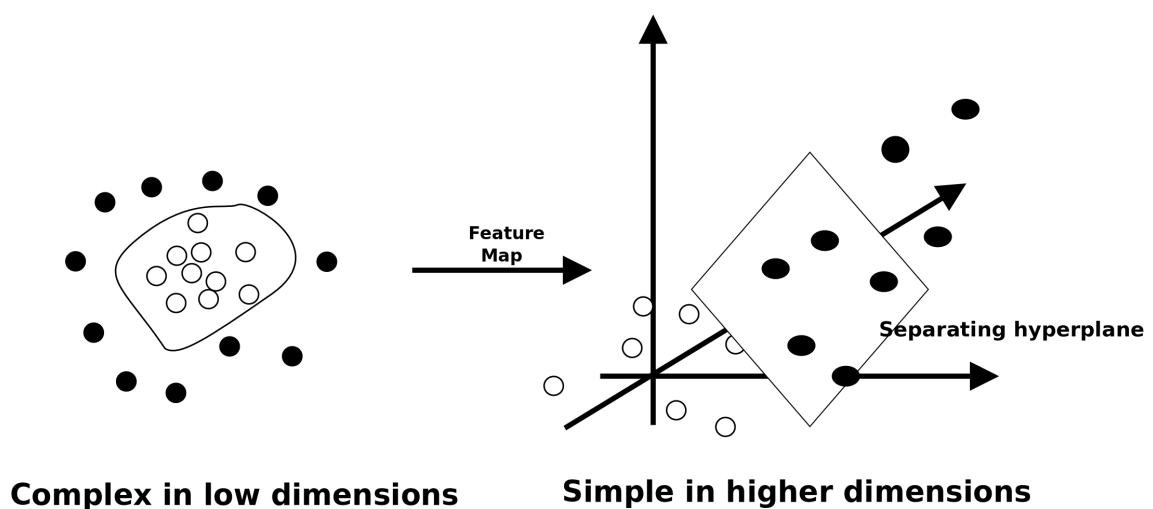 Feature
Map
Separating hyperplane
Complex in low dimensions
Simple in higher dimensions